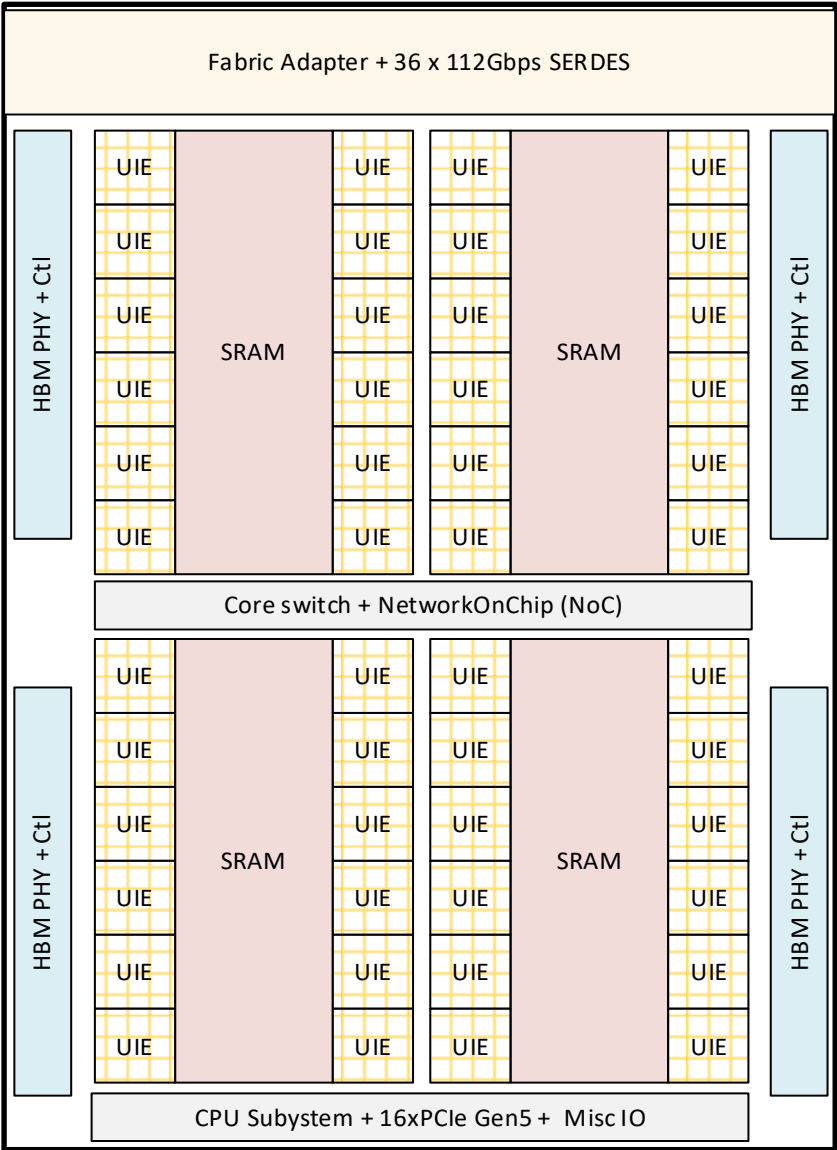 Fabric Adapter + 36 x 112Gbps SERDES
HBM PHY + Ctl
UIE
UIE
UIE
UIE
UIE
UIE
SRAM
UIE
UIE
UIE
UIE
UIE
UIE
UIE
UIE
UIE
UIE
UIE
UIE
SRAM
UIE
UIE
UIE
UIE
UIE
UIE
HBM PHY + Ctl
Core switch + NetworkOnChip (NoC)
HBM PHY + Ctl
UIE
UIE
UIE
UIE
UIE
UIE
SRAM
UIE
UIE
UIE
UIE
UIE
UIE
UIE
UIE
UIE
UIE
UIE
UIE
SRAM
UIE
UIE
UIE
UIE
UIE
UIE
HBM PHY + Ctl
CPU Subystem + 16xPCIe Gen5 + Misc IO